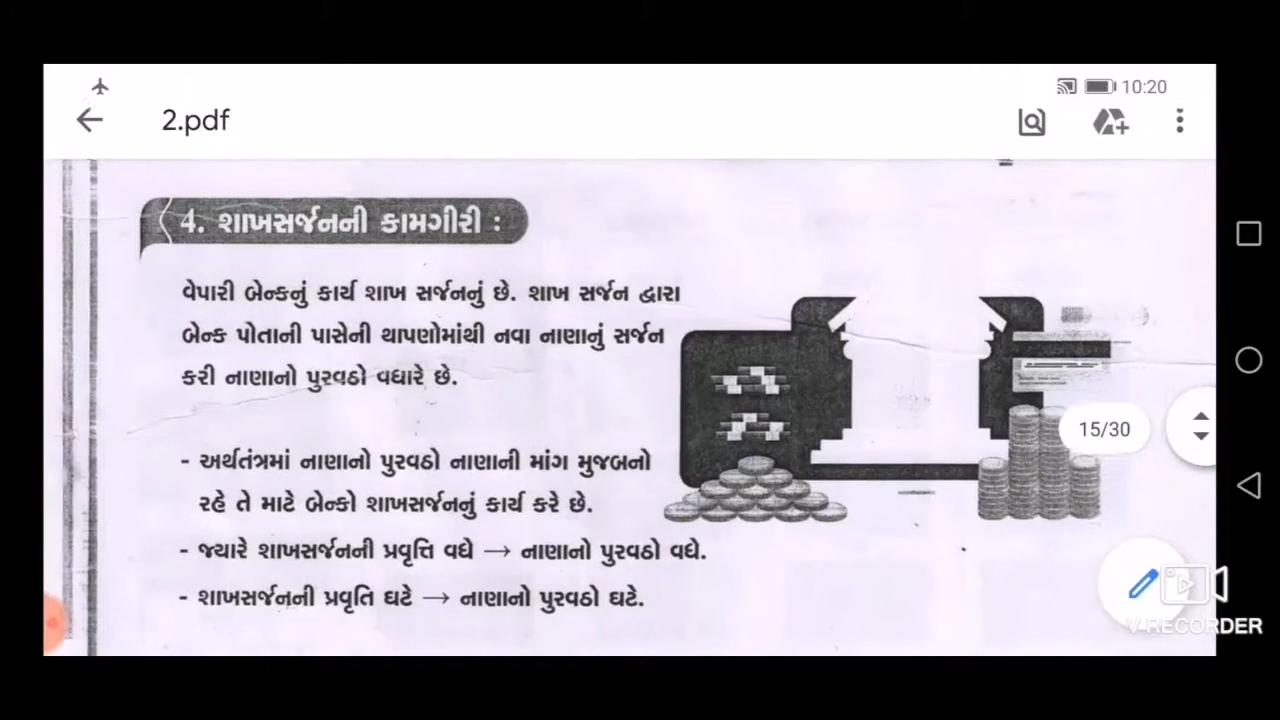 10:20
2.pdf
4. શાખસર્જનની કામગીરી :
વેપારી બેન્કનું કાર્ય શાખ સર્જનનું છે. શાખ સર્જન દ્વારા
બેન્ક પોતાની પાસેની થાપણોમાંથી નવા નાણાનું સર્જન
કરી નાણાનો પુરવઠો વધારે છે.
- અર્થતંત્રમાં નાણાનો પુરવઠો નાણાની માંગ મુજબનો
રહે તે માટે બેન્કો શાખસર્જનનું કાર્ય કરે છે.
- જ્યારે શાખસર્જનની પ્રવૃત્તિ વધે → નાણાનો પુરવઠો વધે.
- શાખસર્જનની પ્રવૃતિ ઘટે → નાણાનો પુરવઠો ઘટે.
15/30
V RECORDER